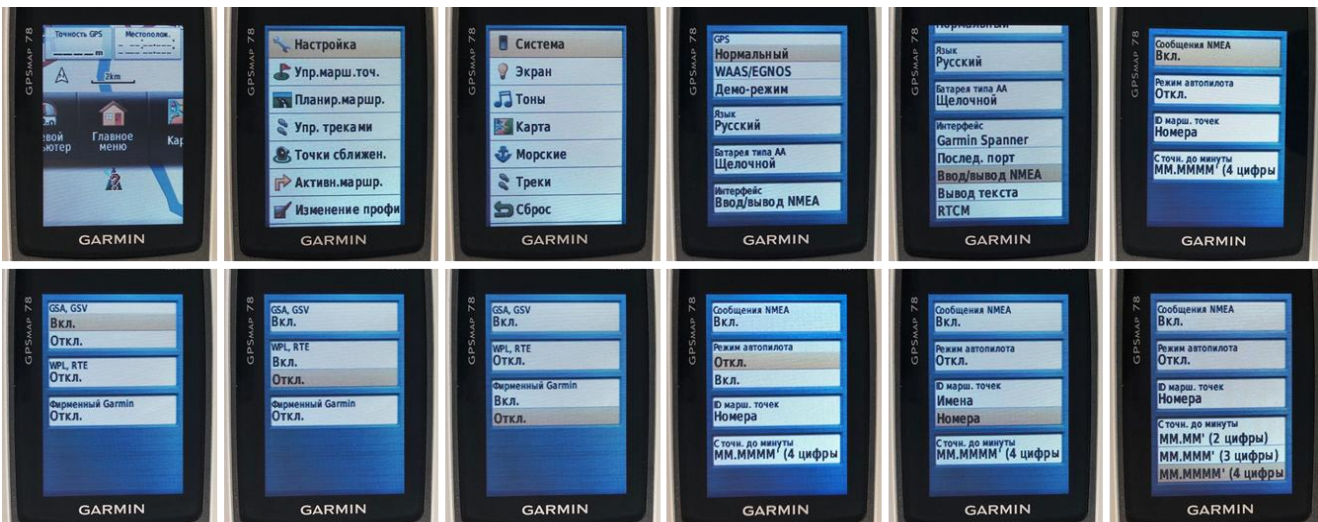 GPSMAP 78
Точность GPS
Местополож.
m
2km
евой
ьютер
Главное
меню
Кар
GARMIN
GPSMAP 78
Настройка
Упр.марш.точ.
Планир.маршр.
Упр. треками
Точки сближен.
Активн.маршр.
Изменение профи
GARMIN
GPSMAP 78
Система
Экран
Тоны
Карта
Морские
Треки
Сброс
GARMIN
GPSMAP 78
GPS
Нормальный
WAAS/EGNOS
Демо-режим
Язык
Русский
Батарея типа AA
Щелочной
Интерфейс
Ввод/вывод NMEA
GARMIN
GPSMAP 78
Нормальный
Язык
Русский
Батарея типа AA
Щелочной
Интерфейс
Garmin Spanner
Послед. порт
Ввод/вывод NMEA
Вывод текста
RTCM
GARMIN
GPSMAP 78
Сообщения NMEA
Вкл.
Режим автопилота
Откл.
ID марш. точек
Номера
С точн. до минуты
MM.MMMM' (4 цифры
GARMIN
GPSMAP 78
GSA, GSV
Вкл.
Откл.
WPL, RTE
Откл.
Фирменный Garmin
Откл.
GARMIN
GPSMAP 78
GSA, GSV
Вкл.
WPL, RTE
Вкл.
Откл.
Фирменный Garmin
Откл.
GARMIN
GPSMAP 78
GSA, GSV
Вкл.
WPL, RTE
Откл.
Фирменный Garmin
Вкл.
Откл.
GARMIN
GPSMAP 78
Сообщения NMEA
Вкл.
Режим автопилота
Откл.
Вкл.
ID марш. точек
Номера
С точн. до минуты
MM.MMMM' (4 цифры
GARMIN
GPSMAP 78
Сообщения NMEA
Вкл.
Режим автопилота
Откл.
ID марш. точек
Имена
Номера
С точн. до минуты
MM.MMMM' (4 цифры
GARMIN
GPSMAP 78
Сообщения NMEA
Вкл.
Режим автопилота
Откл.
ID марш. точек
Номера
С точн. до минуты
MM.MM' (2 цифры)
MM.MMM' (3 цифры)
MM.MMMM' (4 цифры
GARMIN